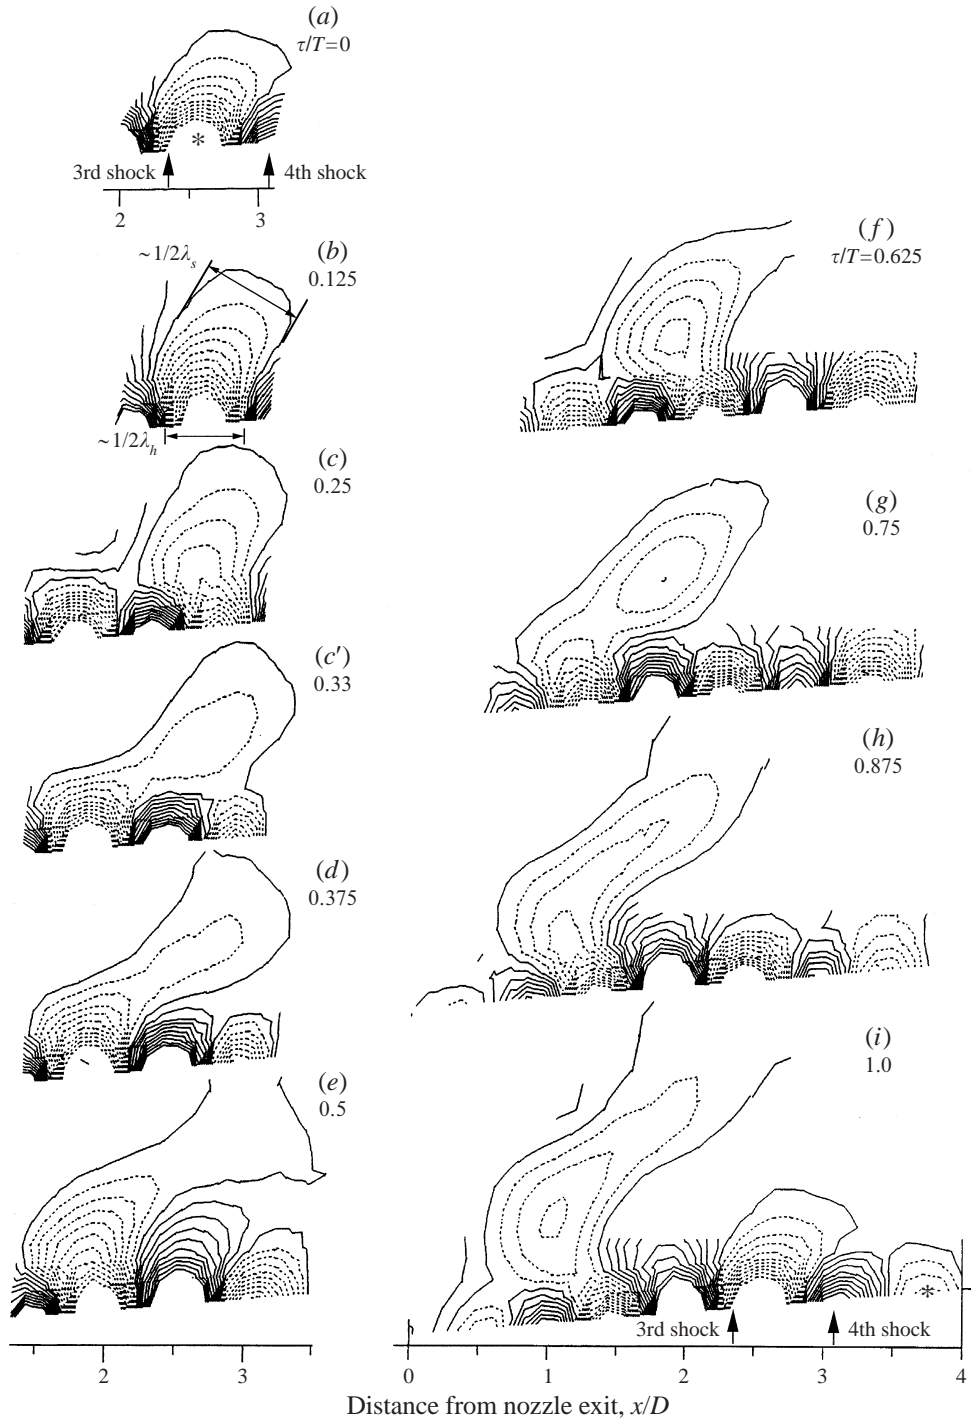 (a)
τ/T=0
*
3rd shock
4th shock
2
3
(b)
0.125
~1/2λs
~1/2λh
(c)
0.25
(c′)
0.33
(d)
0.375
(e)
0.5
2
3
(f)
τ/T=0.625
(g)
0.75
(h)
0.875
(i)
1.0
*
3rd shock
4th shock
0
1
2
3
4
Distance from nozzle exit, x/D